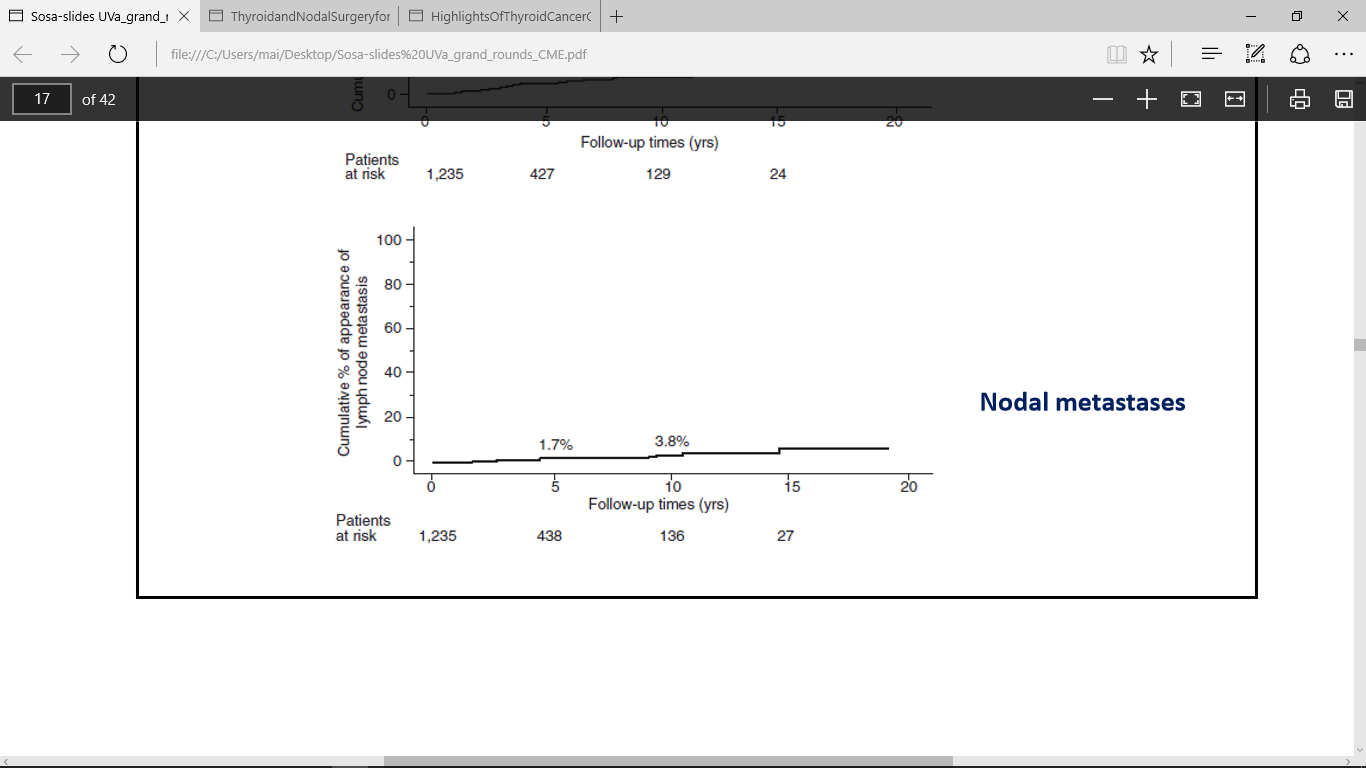 Sosa-slides UVa_grand_r
ThyroidandNodalSurgeryfor
HighlightsOfThyroidCancerC
file:///C:/Users/mai/Desktop/Sosa-slides%20UVa_grand_rounds_CME.pdf
17 of 42
Cumu
0
0 5 10 15 20
Follow-up times (yrs)
Patients
at risk 1,235 427 129 24
Cumulative % of appearance of
lymph node metastasis
100
80
60
40
20
0
1.7% 3.8%
Nodal metastases
0 5 10 15 20
Follow-up times (yrs)
Patients
at risk 1,235 438 136 27